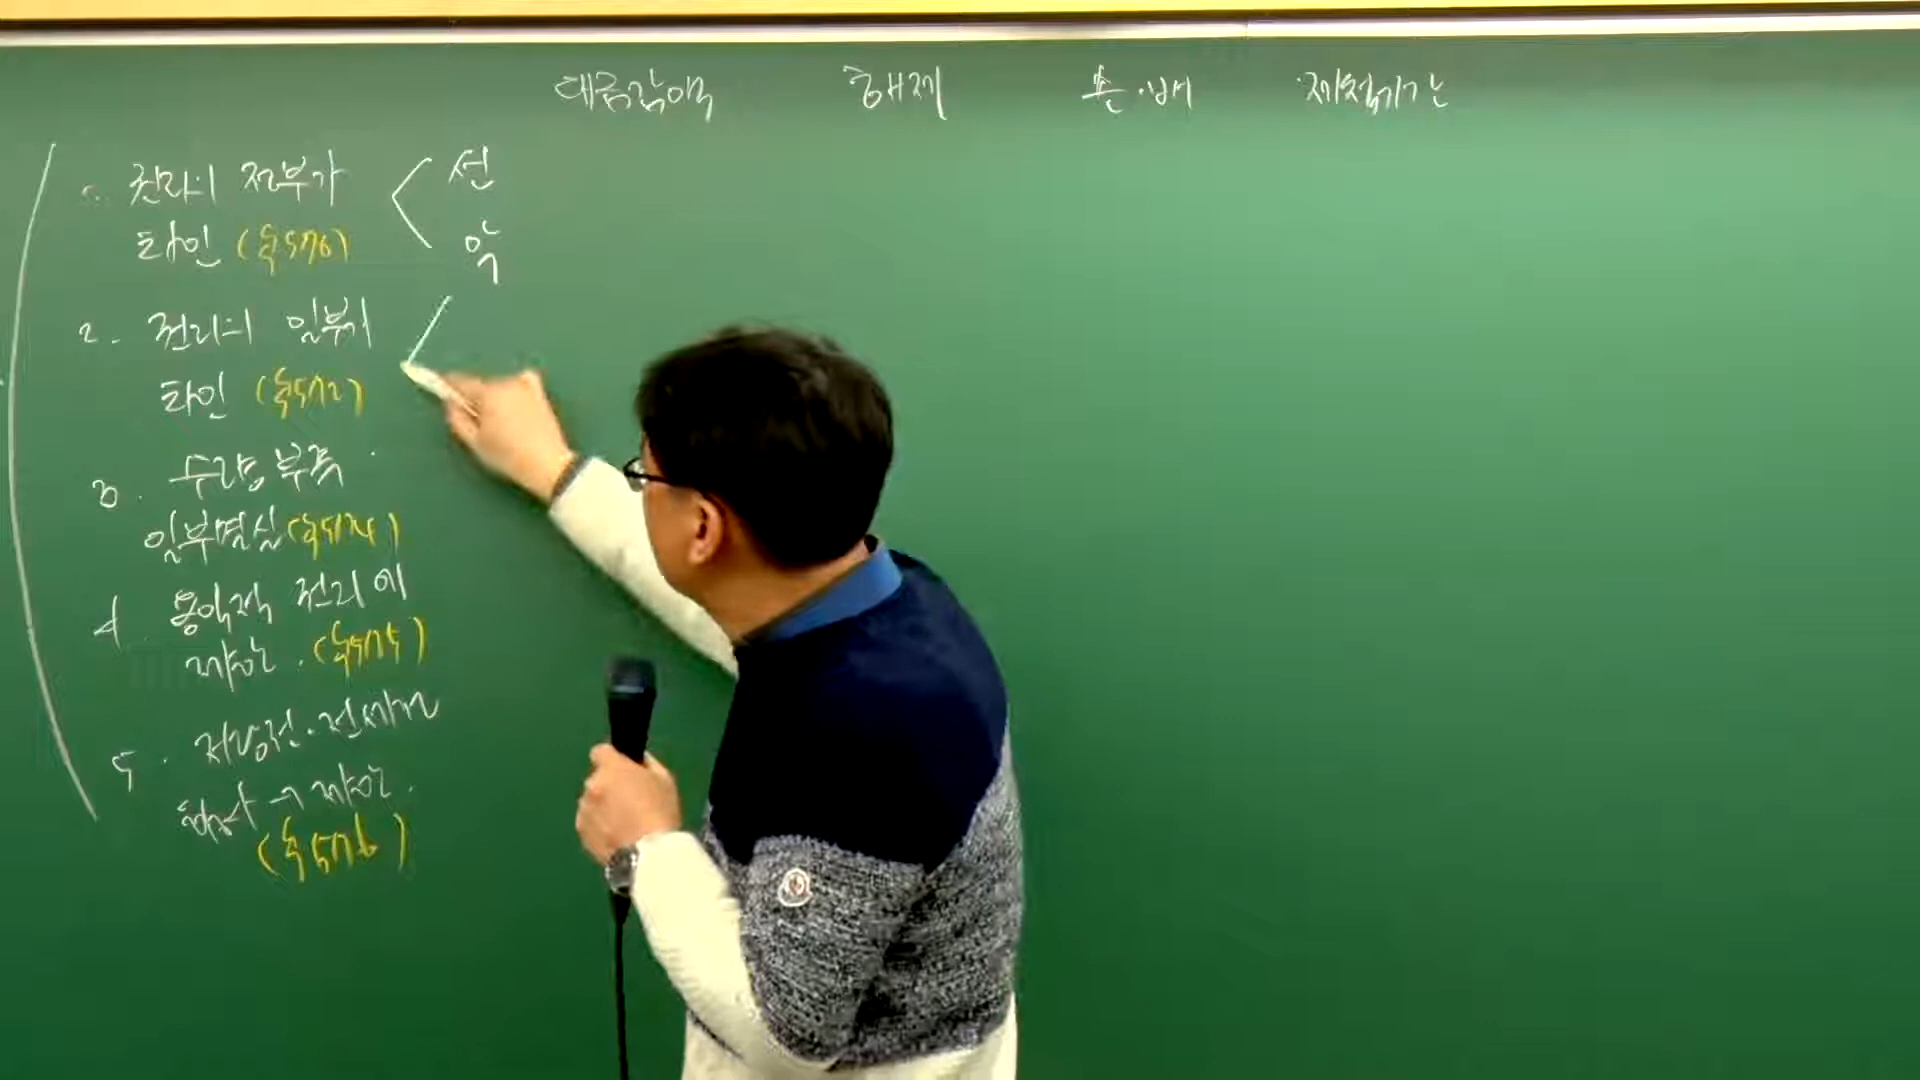 대금감액 해제 손·배 제척기간
1. 권리의 전부가 선
타인 (§570) 악
2. 권리의 일부가
타인 (§572)
3. 수량부족·
일부멸실 (§574)
4. 용익적 권리에
제한. (§575)
5. 저당권·전세권
행사 → 제한.
(§576)